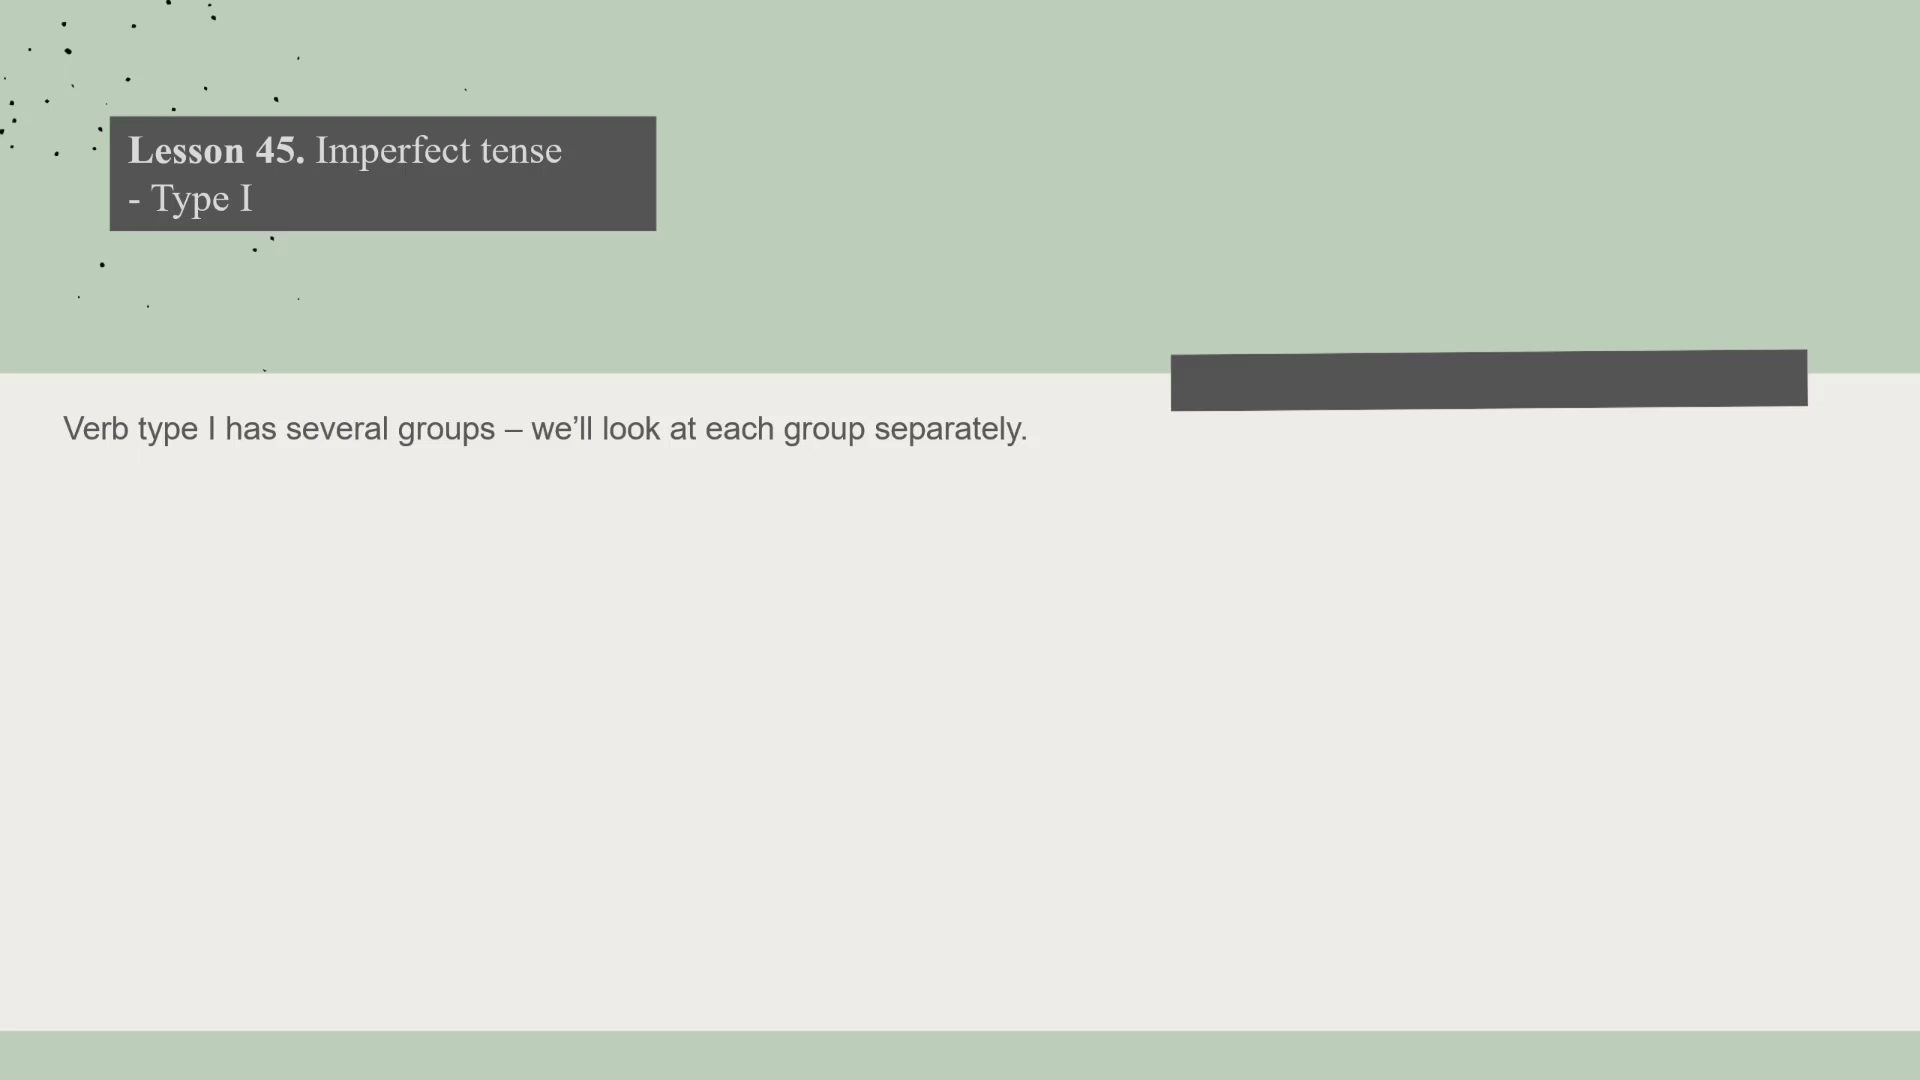 Lesson 45. Imperfect tense
- Type I
Verb type I has several groups – we’ll look at each group separately.